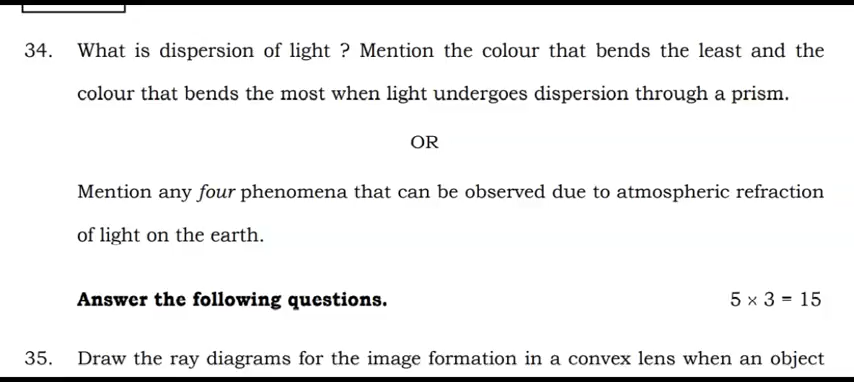 34. What is dispersion of light ? Mention the colour that bends the least and the
colour that bends the most when light undergoes dispersion through a prism.
OR
Mention any four phenomena that can be observed due to atmospheric refraction
of light on the earth.
Answer the following questions. 5 × 3 = 15
35. Draw the ray diagrams for the image formation in a convex lens when an object